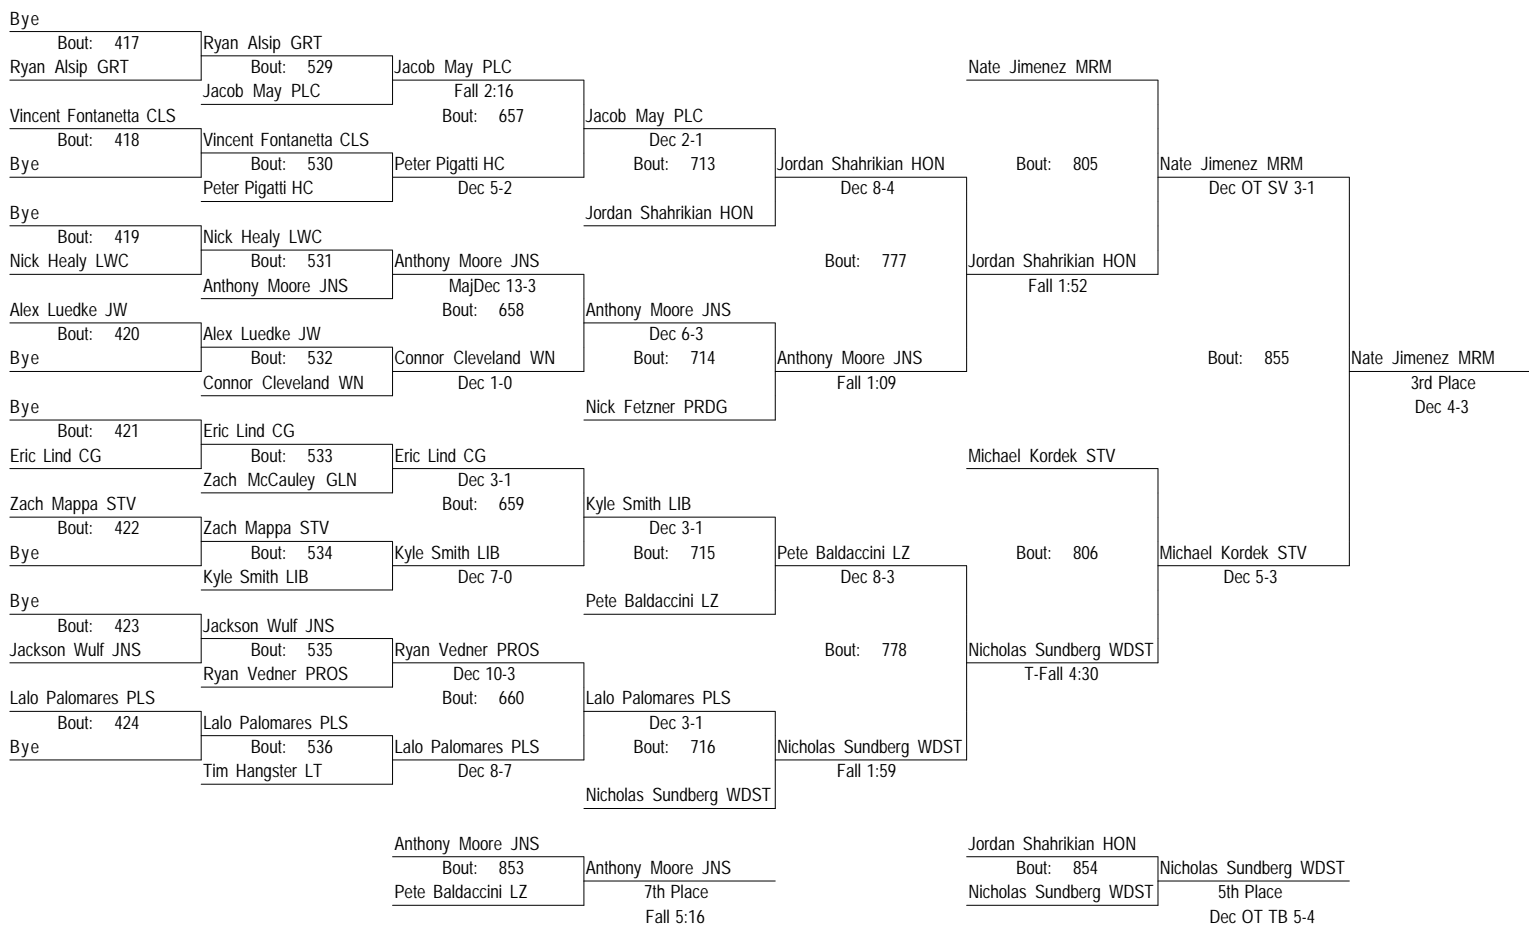 Bye
Bout: 417 Ryan Alsip GRT
Ryan Alsip GRT Bout: 529 Jacob May PLC Nate Jimenez MRM
Jacob May PLC Fall 2:16
Vincent Fontanetta CLS Bout: 657 Jacob May PLC
Bout: 418 Vincent Fontanetta CLS Dec 2-1
Bye Bout: 530 Peter Pigatti HC Bout: 713 Jordan Shahrikian HON Bout: 805 Nate Jimenez MRM
Peter Pigatti HC Dec 5-2 Dec 8-4 Dec OT SV 3-1
Bye Jordan Shahrikian HON
Bout: 419 Nick Healy LWC
Nick Healy LWC Bout: 531 Anthony Moore JNS Bout: 777 Jordan Shahrikian HON
Anthony Moore JNS MajDec 13-3 Fall 1:52
Alex Luedke JW Bout: 658 Anthony Moore JNS
Bout: 420 Alex Luedke JW Dec 6-3
Bye Bout: 532 Connor Cleveland WN Bout: 714 Anthony Moore JNS Bout: 855 Nate Jimenez MRM
Connor Cleveland WN Dec 1-0 Fall 1:09 3rd Place
Bye Nick Fetzner PRDG Dec 4-3
Bout: 421 Eric Lind CG
Eric Lind CG Bout: 533 Eric Lind CG Michael Kordek STV
Zach McCauley GLN Dec 3-1
Zach Mappa STV Bout: 659 Kyle Smith LIB
Bout: 422 Zach Mappa STV Dec 3-1
Bye Bout: 534 Kyle Smith LIB Bout: 715 Pete Baldaccini LZ Bout: 806 Michael Kordek STV
Kyle Smith LIB Dec 7-0 Dec 8-3 Dec 5-3
Bye Pete Baldaccini LZ
Bout: 423 Jackson Wulf JNS
Jackson Wulf JNS Bout: 535 Ryan Vedner PROS Bout: 778 Nicholas Sundberg WDST
Ryan Vedner PROS Dec 10-3 T-Fall 4:30
Lalo Palomares PLS Bout: 660 Lalo Palomares PLS
Bout: 424 Lalo Palomares PLS Dec 3-1
Bye Bout: 536 Lalo Palomares PLS Bout: 716 Nicholas Sundberg WDST
Tim Hangster LT Dec 8-7 Fall 1:59
Nicholas Sundberg WDST
Anthony Moore JNS Jordan Shahrikian HON
Bout: 853 Anthony Moore JNS Bout: 854 Nicholas Sundberg WDST
Pete Baldaccini LZ 7th Place Nicholas Sundberg WDST 5th Place
Fall 5:16 Dec OT TB 5-4